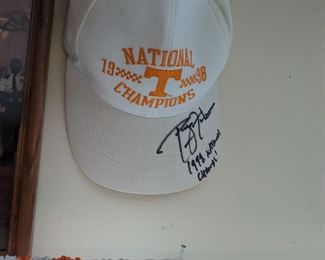 NATIONAL
19 T 98
CHAMPIONS
1998 National
Champs!